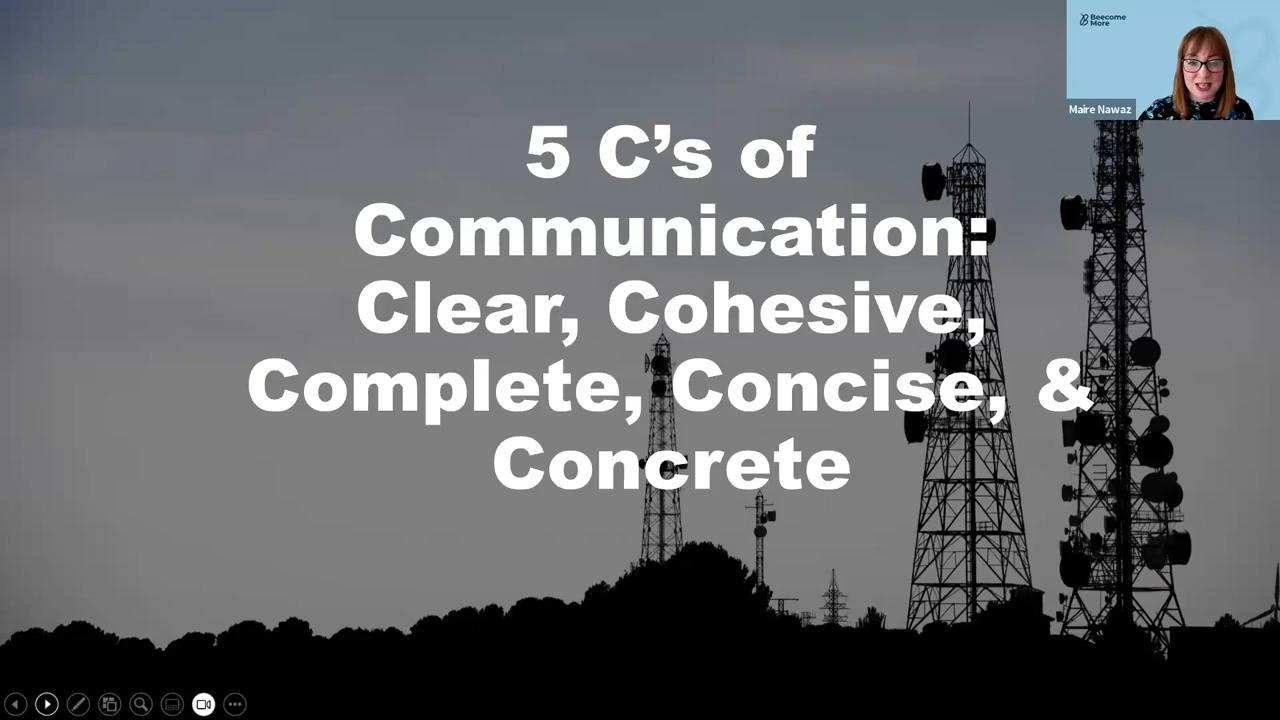 Beecome
More
Maire Nawaz
5 C’s of
Communication:
Clear, Cohesive,
Complete, Concise, &
Concrete